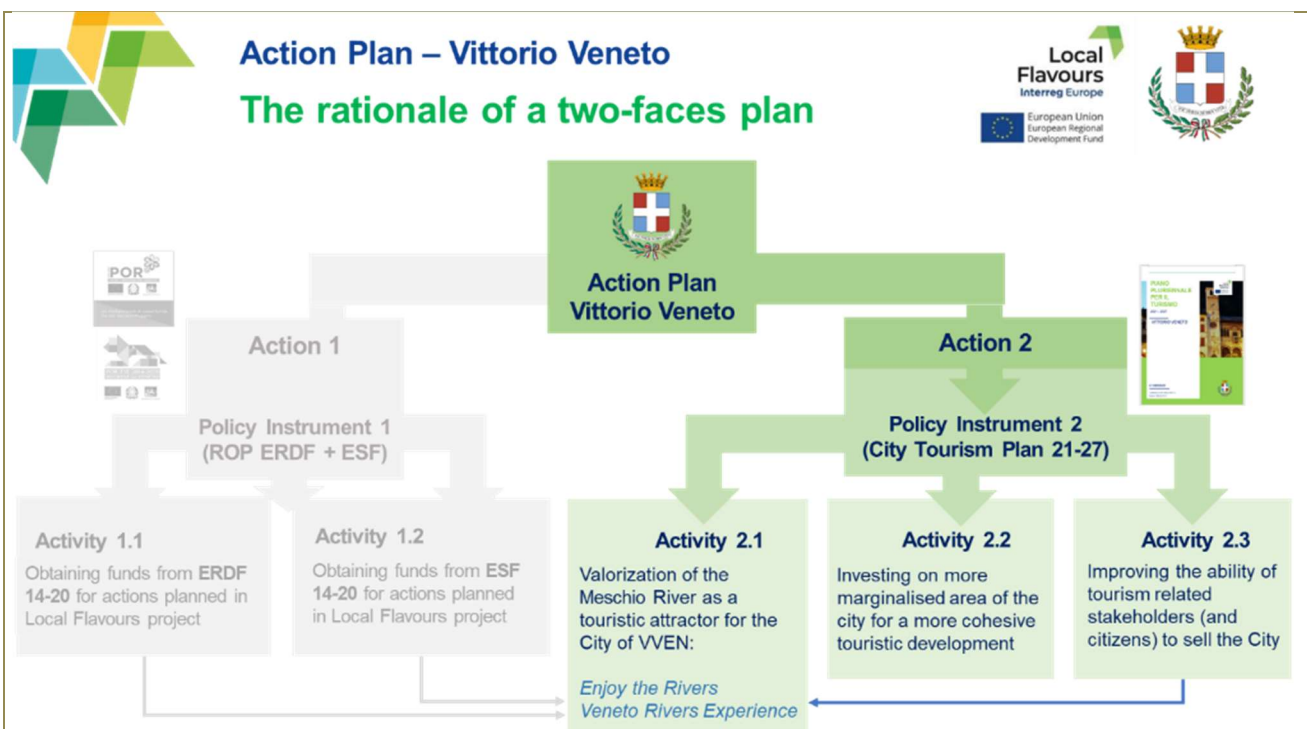 Action Plan – Vittorio Veneto
The rationale of a two-faces plan
Local
Flavours
Interreg Europe
European Union
European Regional
Development Fund
Action Plan
Vittorio Veneto
POR
PIANO
PLURIENNALE
PER IL
TURISMO
VITTORIO VENETO
Action 1
Policy Instrument 1
(ROP ERDF + ESF)
Action 2
Policy Instrument 2
(City Tourism Plan 21-27)
Activity 1.1
Obtaining funds from ERDF
14-20 for actions planned in
Local Flavours project
Activity 1.2
Obtaining funds from ESF
14-20 for actions planned
in Local Flavours project
Activity 2.1
Valorization of the
Meschio River as a
touristic attractor for the
City of VVEN:
Enjoy the Rivers
Veneto Rivers Experience
Activity 2.2
Investing on more
marginalised area of the
city for a more cohesive
touristic development
Activity 2.3
Improving the ability of
tourism related
stakeholders (and
citizens) to sell the City